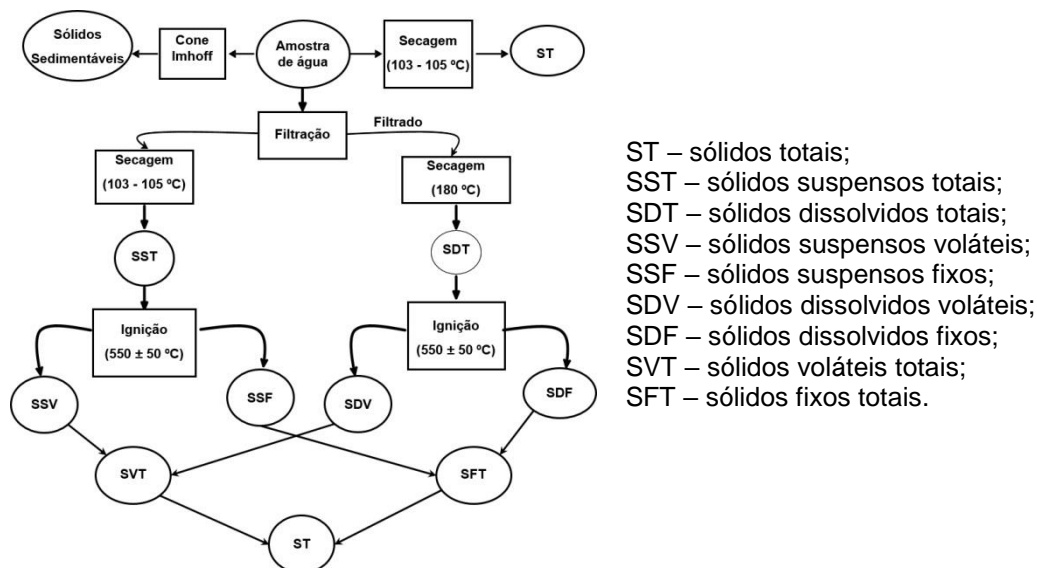 Sólidos
Sedimentáveis
Cone
Imhoff
Amostra
de água
Secagem
(103 - 105 ºC)
ST
Filtração
Filtrado
Secagem
(103 - 105 ºC)
Secagem
(180 ºC)
SST
SDT
Ignição
(550 ± 50 ºC)
Ignição
(550 ± 50 ºC)
SSV
SSF
SDV
SDF
SVT
SFT
ST
ST – sólidos totais;
SST – sólidos suspensos totais;
SDT – sólidos dissolvidos totais;
SSV – sólidos suspensos voláteis;
SSF – sólidos suspensos fixos;
SDV – sólidos dissolvidos voláteis;
SDF – sólidos dissolvidos fixos;
SVT – sólidos voláteis totais;
SFT – sólidos fixos totais.